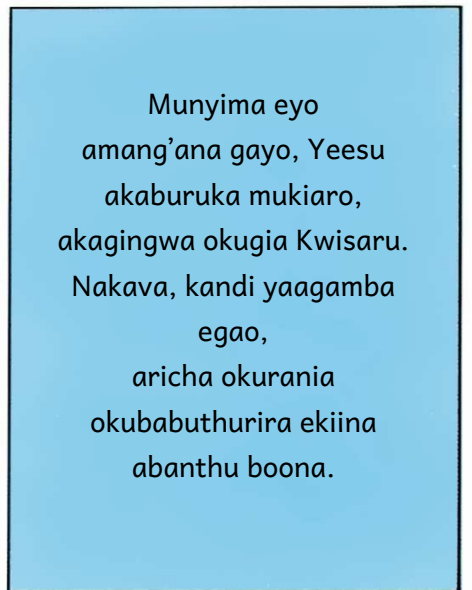 Munyima eyo
amang’ana gayo, Yeesu
akaburuka mukiaro,
akagingwa okugia Kwisaru.
Nakava, kandi yaagamba
egao,
aricha okurania
okubabuthurira ekiina
abanthu boona.